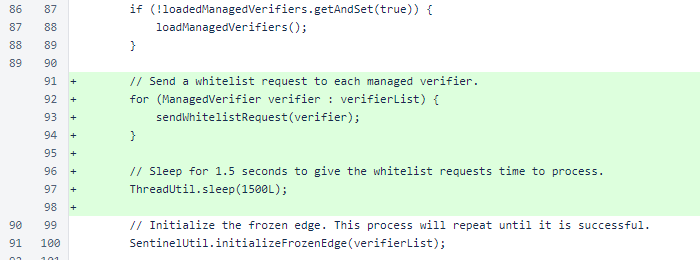 86 87 if (!loadedManagedVerifiers.getAndSet(true)) {
87 88 loadManagedVerifiers();
88 89 }
89 90
91 + // Send a whitelist request to each managed verifier.
92 + for (ManagedVerifier verifier : verifierList) {
93 + sendWhitelistRequest(verifier);
94 + }
95 +
96 + // Sleep for 1.5 seconds to give the whitelist requests time to process.
97 + ThreadUtil.sleep(1500L);
98 +
90 99 // Initialize the frozen edge. This process will repeat until it is successful.
91 100 SentinelUtil.initializeFrozenEdge(verifierList);